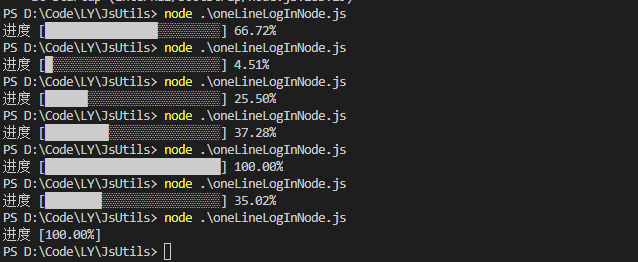 PS D:\Code\LY\JsUtils> node .\oneLineLogInNode.js
进度 [████████████████░░░░░░░░░] 66.72%
PS D:\Code\LY\JsUtils> node .\oneLineLogInNode.js
进度 [█░░░░░░░░░░░░░░░░░░░░░░░░] 4.51%
PS D:\Code\LY\JsUtils> node .\oneLineLogInNode.js
进度 [██████░░░░░░░░░░░░░░░░░░░] 25.50%
PS D:\Code\LY\JsUtils> node .\oneLineLogInNode.js
进度 [█████████░░░░░░░░░░░░░░░░] 37.28%
PS D:\Code\LY\JsUtils> node .\oneLineLogInNode.js
进度 [█████████████████████████] 100.00%
PS D:\Code\LY\JsUtils> node .\oneLineLogInNode.js
进度 [████████░░░░░░░░░░░░░░░░░] 35.02%
PS D:\Code\LY\JsUtils> node .\oneLineLogInNode.js
进度 [100.00%]
PS D:\Code\LY\JsUtils>